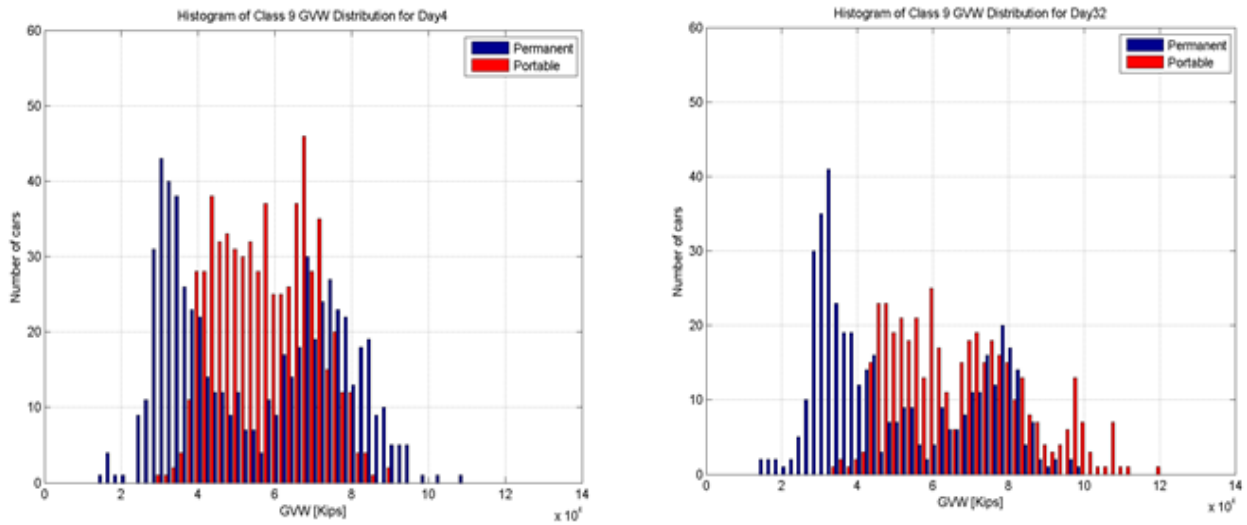 Histogram of Class 9 GVW Distribution for Day4
60
50
40
30
20
10
0
Number of cars
Permanent
Portable
0 2 4 6 8 10 12 14
GVW [Kips]
Histogram of Class 9 GVW Distribution for Day32
60
50
40
30
20
10
0
Number of cars
Permanent
Portable
0 2 4 6 8 10 12 14
GVW [Kips]